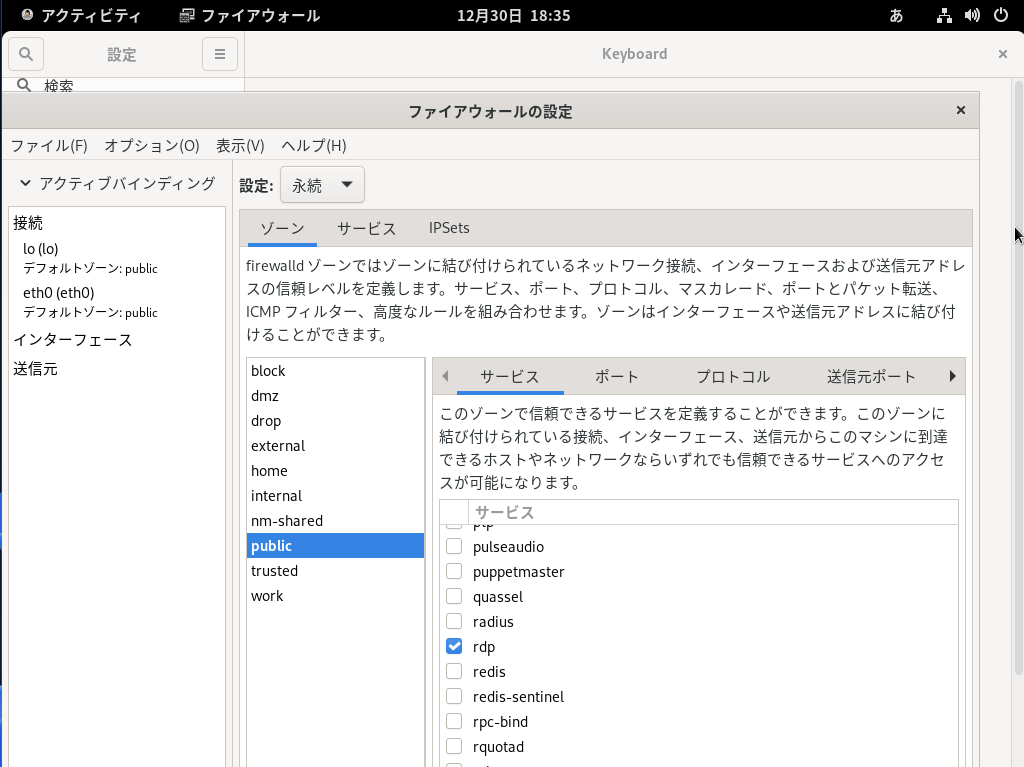 アクティビティ
ファイアウォール
12月30日 18:35
あ
設定
Keyboard
検索
ファイアウォールの設定
ファイル(F)
オプション(O)
表示(V)
ヘルプ(H)
アクティブバインディング
接続
lo (lo)
デフォルトゾーン: public
eth0 (eth0)
デフォルトゾーン: public
インターフェース
送信元
設定:
永続
ゾーン
サービス
IPSets
firewalld ゾーンではゾーンに結び付けられているネットワーク接続、インターフェースおよび送信元アドレ
スの信頼レベルを定義します。サービス、ポート、プロトコル、マスカレード、ポートとパケット転送、
ICMP フィルター、高度なルールを組み合わせます。ゾーンはインターフェースや送信元アドレスに結び付
けることができます。
block
dmz
drop
external
home
internal
nm-shared
public
trusted
work
サービス
ポート
プロトコル
送信元ポート
このゾーンで信頼できるサービスを定義することができます。このゾーンに
結び付けられている接続、インターフェース、送信元からこのマシンに到達
できるホストやネットワークならいずれでも信頼できるサービスへのアクセ
スが可能になります。
サービス
pulseaudio
puppetmaster
quassel
radius
rdp
redis
redis-sentinel
rpc-bind
rquotad